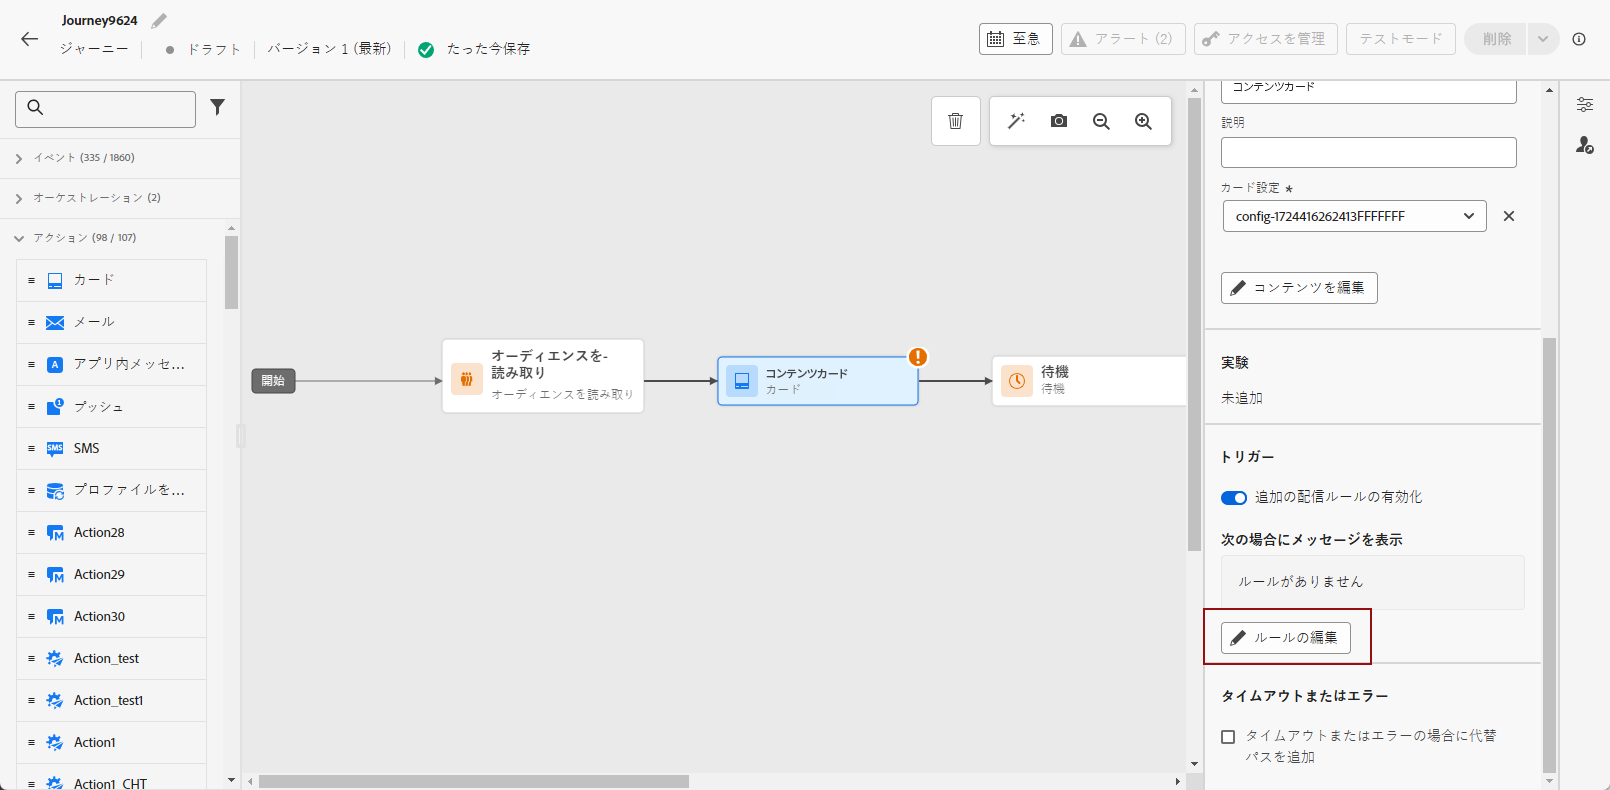 Journey9624
ジャーニー
ドラフト
バージョン 1 (最新)
たった今保存
至急
アラート (2)
アクセスを管理
テストモード
削除
イベント (335 / 1860)
オーケストレーション (2)
アクション (98 / 107)
カード
メール
アプリ内メッセ...
プッシュ
SMS
プロファイルを...
Action28
Action29
Action30
Action_test
Action_test1
Action1
Action1_CHT
開始
オーディエンスを-
読み取り
オーディエンスを読み取り
コンテンツカード
カード
待機
待機
コンテンツカード
説明
カード設定 *
config-1724416262413FFFFFFF
コンテンツを編集
実験
未追加
トリガー
追加の配信ルールの有効化
次の場合にメッセージを表示
ルールがありません
ルールの編集
タイムアウトまたはエラー
タイムアウトまたはエラーの場合に代替
パスを追加